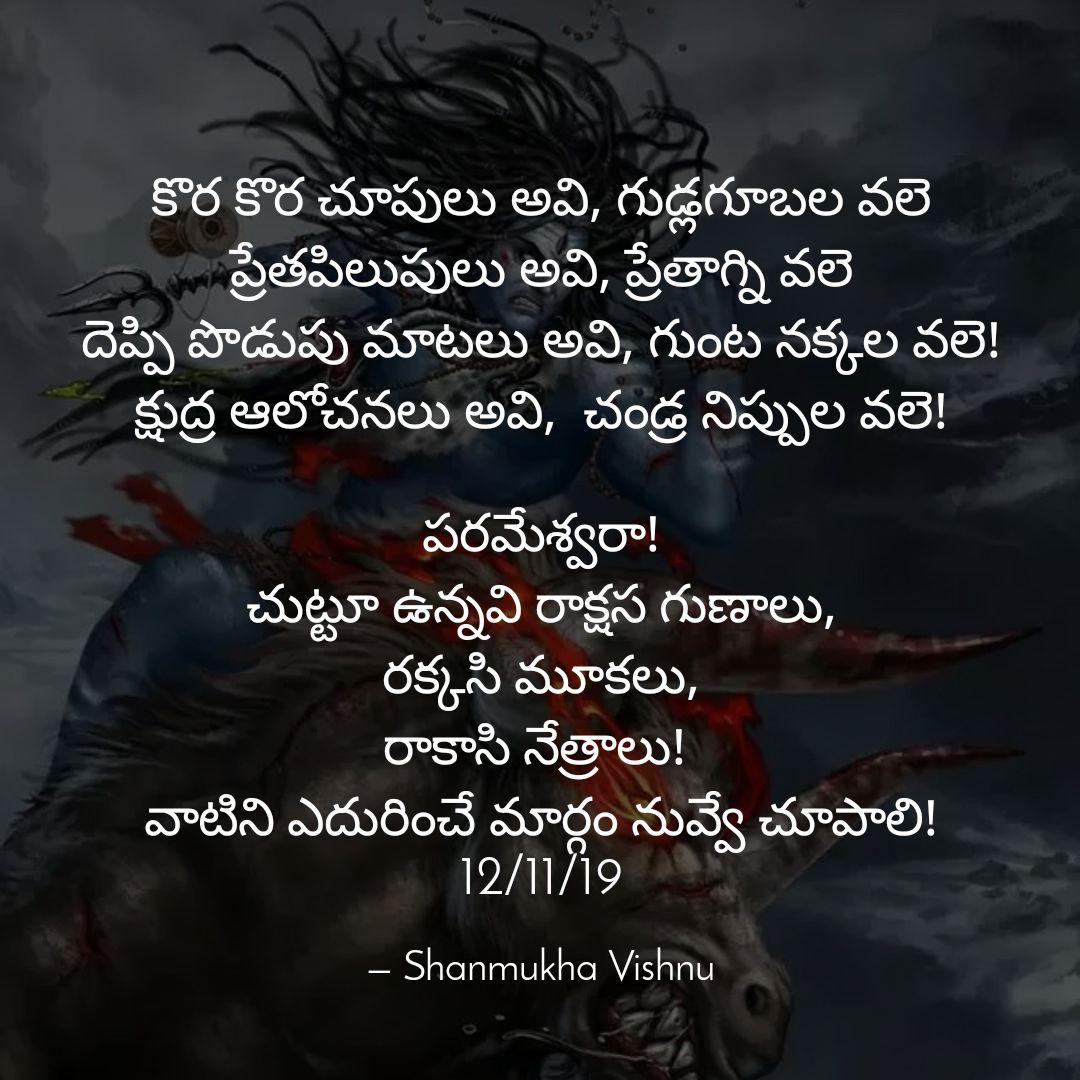 కొర కొర చూపులు అవి, గుడ్లగూబల వలె
ప్రేతపిలుపులు అవి, ప్రేతాగ్ని వలె
దెప్పి పొడుపు మాటలు అవి, గుంట నక్కల వలె!
క్షుద్ర ఆలోచనలు అవి,  చండ్ర నిప్పుల వలె!
పరమేశ్వరా!
చుట్టూ ఉన్నవి రాక్షస గుణాలు,
రక్కసి మూకలు,
రాకాసి నేత్రాలు!
వాటిని ఎదురించే మార్గం నువ్వే చూపాలి!
12/11/19
– Shanmukha Vishnu